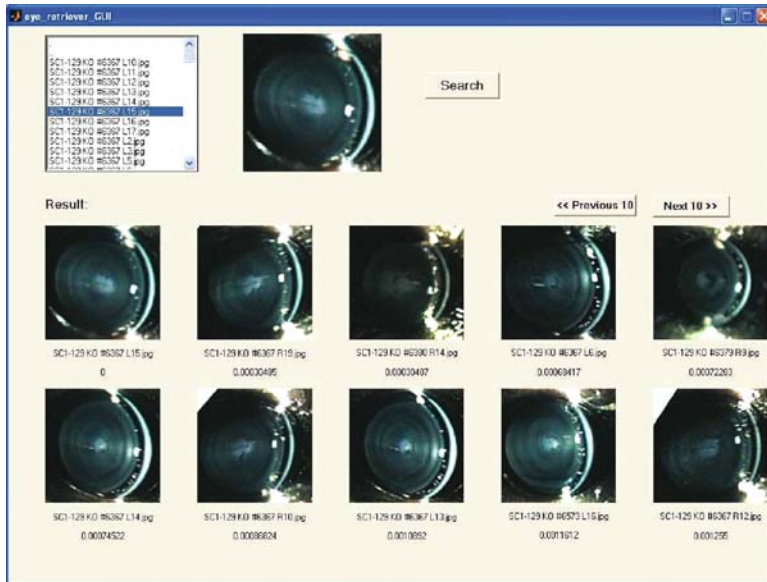 eye_retriever_GUI
.
SC1-129 KO #6367 L10.jpg
SC1-129 KO #6367 L11.jpg
SC1-129 KO #6367 L12.jpg
SC1-129 KO #6367 L13.jpg
SC1-129 KO #6367 L14.jpg
SC1-129 KO #6367 L15.jpg
SC1-129 KO #6367 L16.jpg
SC1-129 KO #6367 L17.jpg
SC1-129 KO #6367 L2.jpg
SC1-129 KO #6367 L3.jpg
SC1-129 KO #6367 L5.jpg
Search
Result:
<< Previous 10
Next 10 >>
SC1-129 KO #6367 L15.jpg
SC1-129 KO #6367 R19.jpg
SC1-129 KO #6380 R14.jpg
SC1-129 KO #6367 L6.jpg
SC1-129 KO #6379 R9.jpg
0
0.00030485
0.00030487
0.00068417
0.00072283
SC1-129 KO #6367 L14.jpg
SC1-129 KO #6367 R10.jpg
SC1-129 KO #6367 L13.jpg
SC1-129 KO #6573 L16.jpg
SC1-129 KO #6367 R12.jpg
0.00074522
0.00086824
0.0010892
0.0011612
0.001255